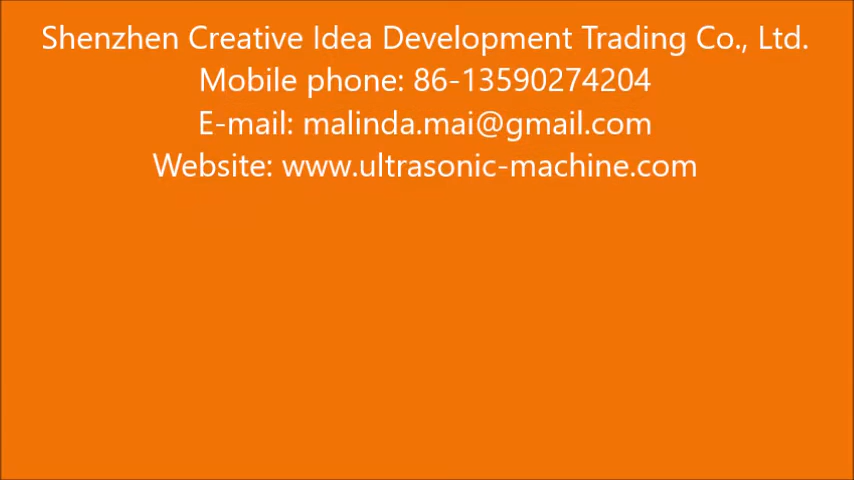 Shenzhen Creative Idea Development Trading Co., Ltd.
Mobile phone: 86-13590274204
E-mail: malinda.mai@gmail.com
Website: www.ultrasonic-machine.com